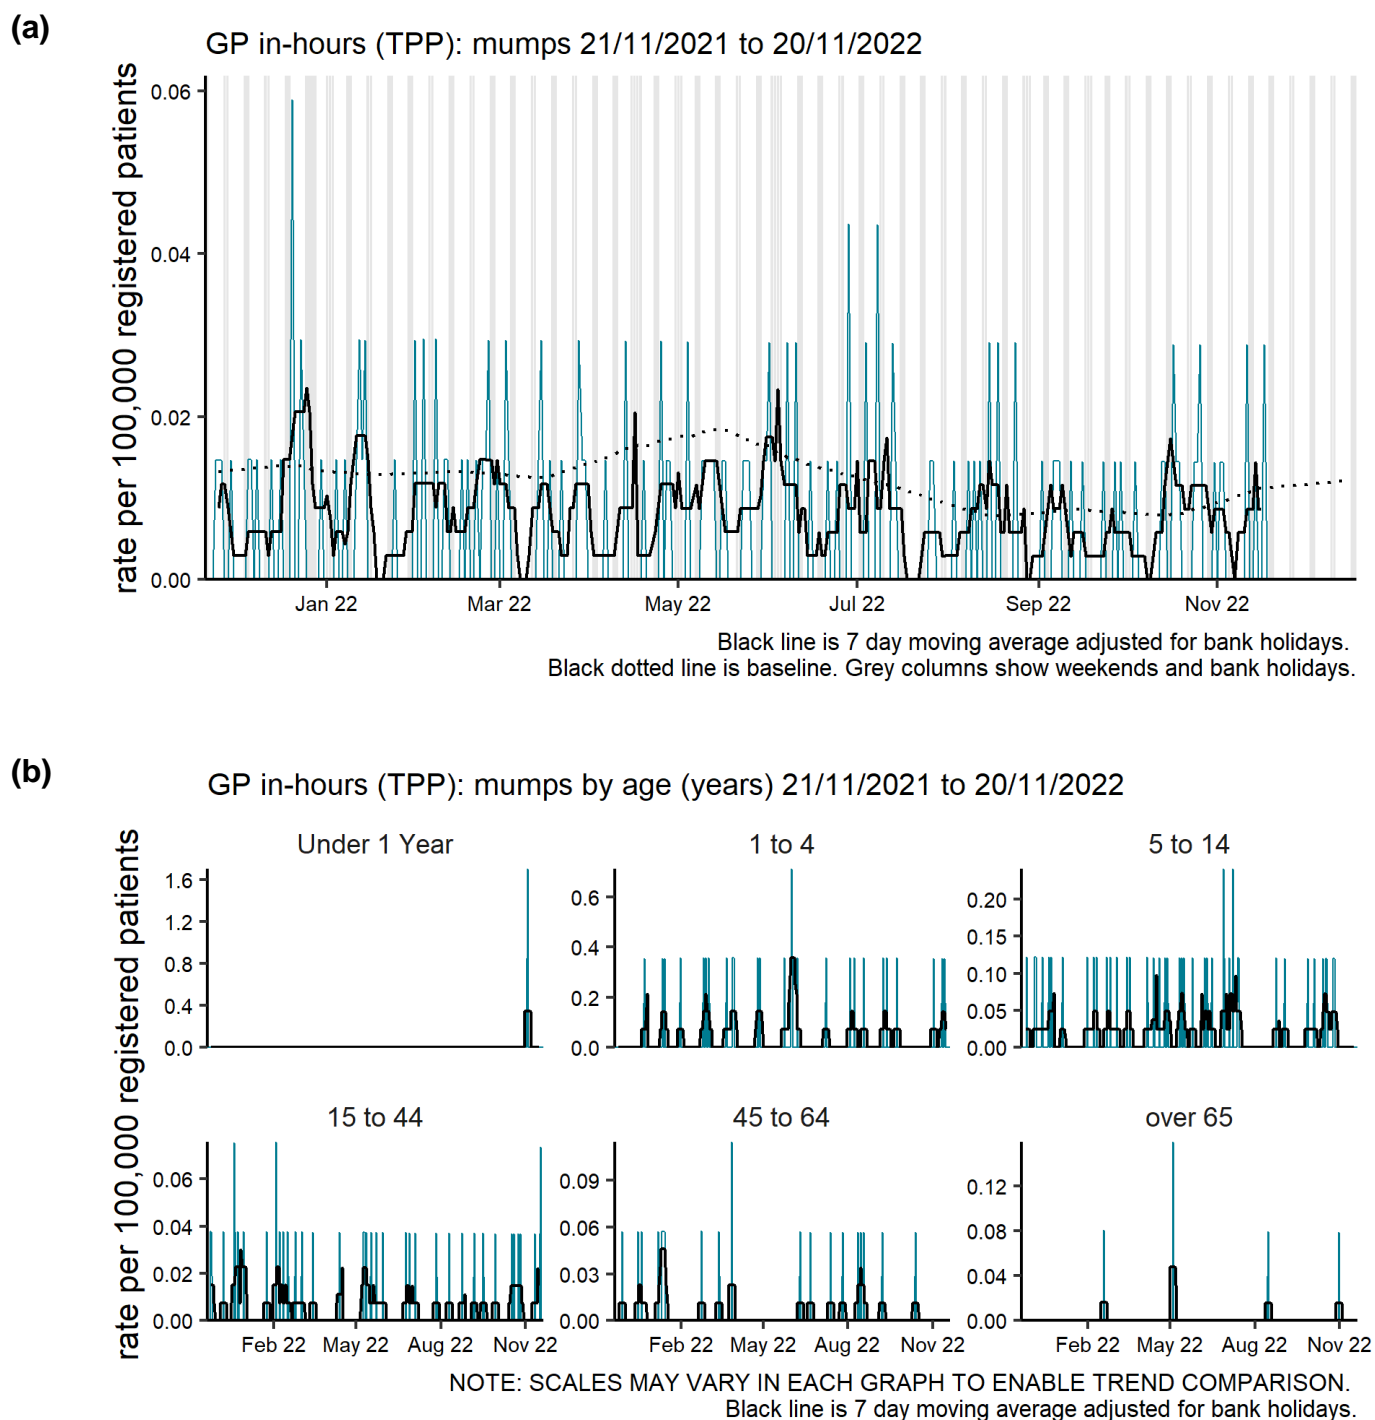 (a)
GP in-hours (TPP): mumps 21/11/2021 to 20/11/2022
rate per 100,000 registered patients
0.06
0.04
0.02
0.00
Jan 22 Mar 22 May 22 Jul 22 Sep 22 Nov 22
Black line is 7 day moving average adjusted for bank holidays.
Black dotted line is baseline. Grey columns show weekends and bank holidays.
(b)
GP in-hours (TPP): mumps by age (years) 21/11/2021 to 20/11/2022
rate per 100,000 registered patients
Under 1 Year
1.6
1.2
0.8
0.4
0.0
1 to 4
0.6
0.4
0.2
0.0
5 to 14
0.20
0.15
0.10
0.05
0.00
15 to 44
0.06
0.04
0.02
0.00
Feb 22 May 22 Aug 22 Nov 22
45 to 64
0.09
0.06
0.03
0.00
Feb 22 May 22 Aug 22 Nov 22
over 65
0.12
0.08
0.04
0.00
Feb 22 May 22 Aug 22 Nov 22
NOTE: SCALES MAY VARY IN EACH GRAPH TO ENABLE TREND COMPARISON.
Black line is 7 day moving average adjusted for bank holidays.